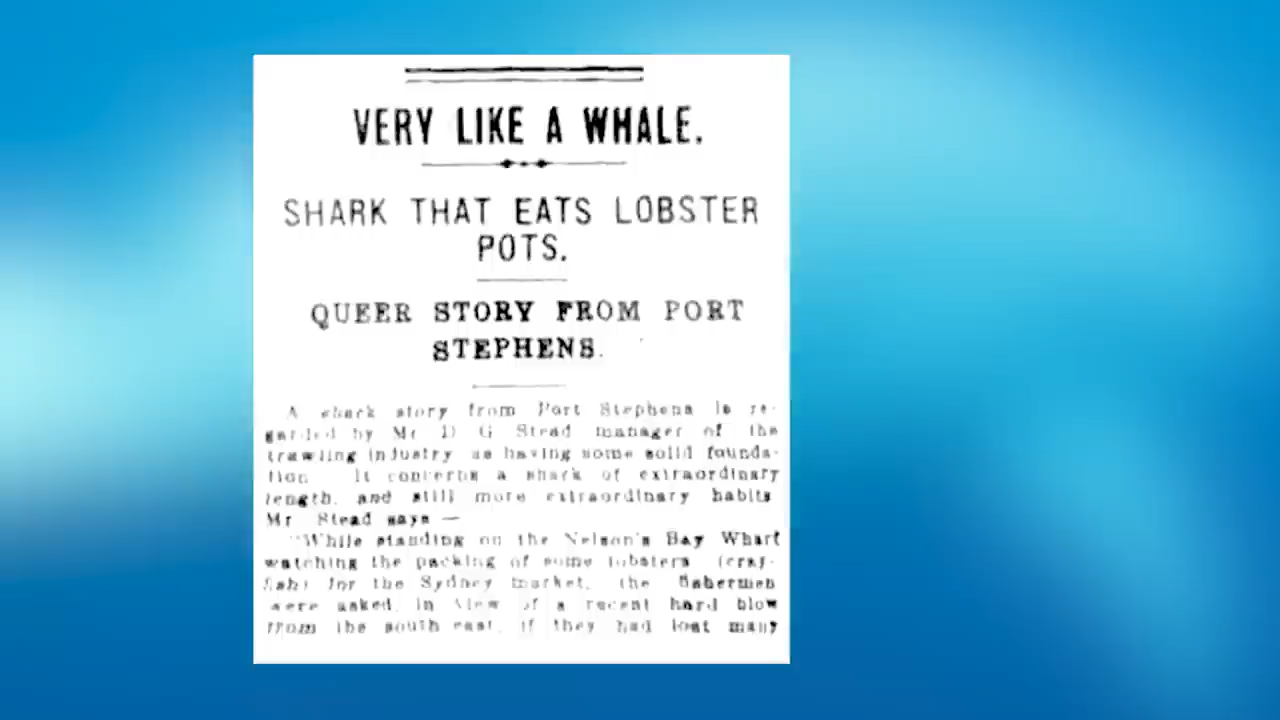 VERY LIKE A WHALE.
SHARK THAT EATS LOBSTER
POTS.
QUEER STORY FROM PORT
STEPHENS.
A shark story from Port Stephens is re-
garded by Mr D G Stead manager of the
trawling industry as having some solid founda-
tion It concerns a shark of extraordinary
length, and still more extraordinary habits
Mr Stead says —
"While standing on the Nelson's Bay Wharf
watching the packing of some lobsters (cray-
fish) for the Sydney market, the fishermen
were asked, in view of a recent hard blow
from the south east, if they had lost many